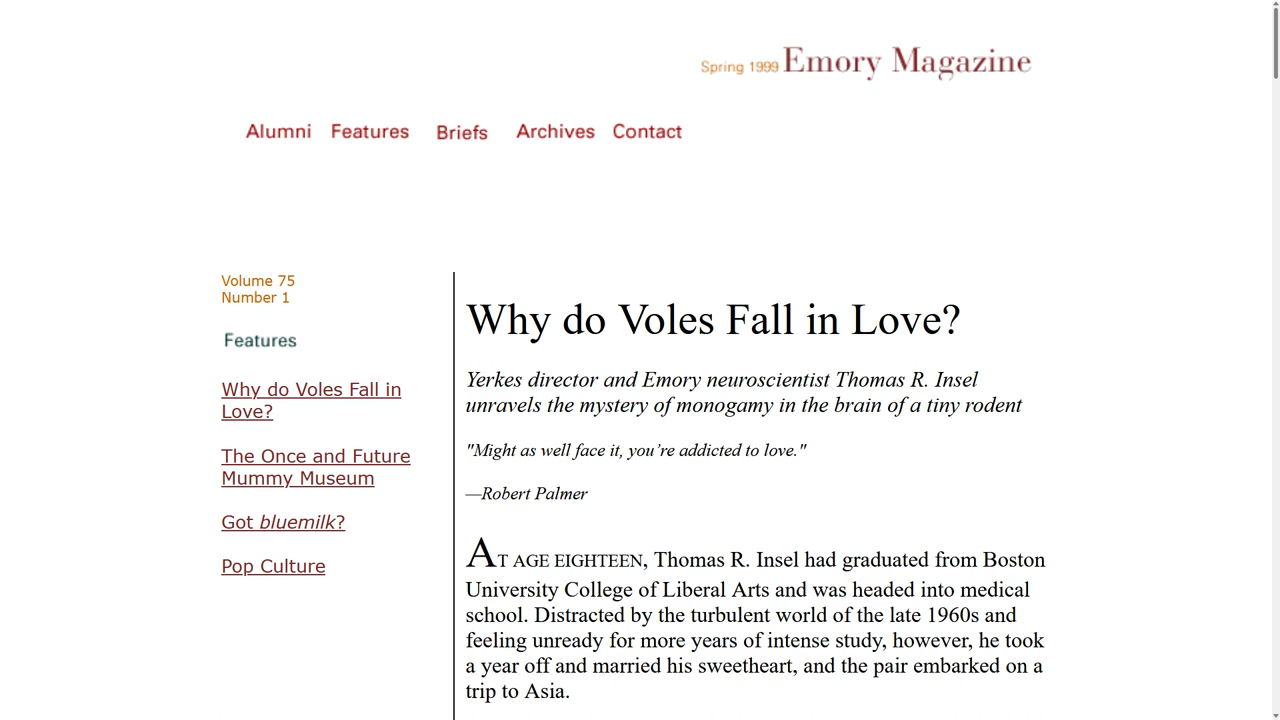 Spring 1999 Emory Magazine
Alumni Features Briefs Archives Contact
Volume 75
Number 1
Features
Why do Voles Fall in
Love?
The Once and Future
Mummy Museum
Got bluemilk?
Pop Culture
Why do Voles Fall in Love?
Yerkes director and Emory neuroscientist Thomas R. Insel
unravels the mystery of monogamy in the brain of a tiny rodent
"Might as well face it, you’re addicted to love."
—Robert Palmer
AT AGE EIGHTEEN, Thomas R. Insel had graduated from Boston
University College of Liberal Arts and was headed into medical
school. Distracted by the turbulent world of the late 1960s and
feeling unready for more years of intense study, however, he took
a year off and married his sweetheart, and the pair embarked on a
trip to Asia.